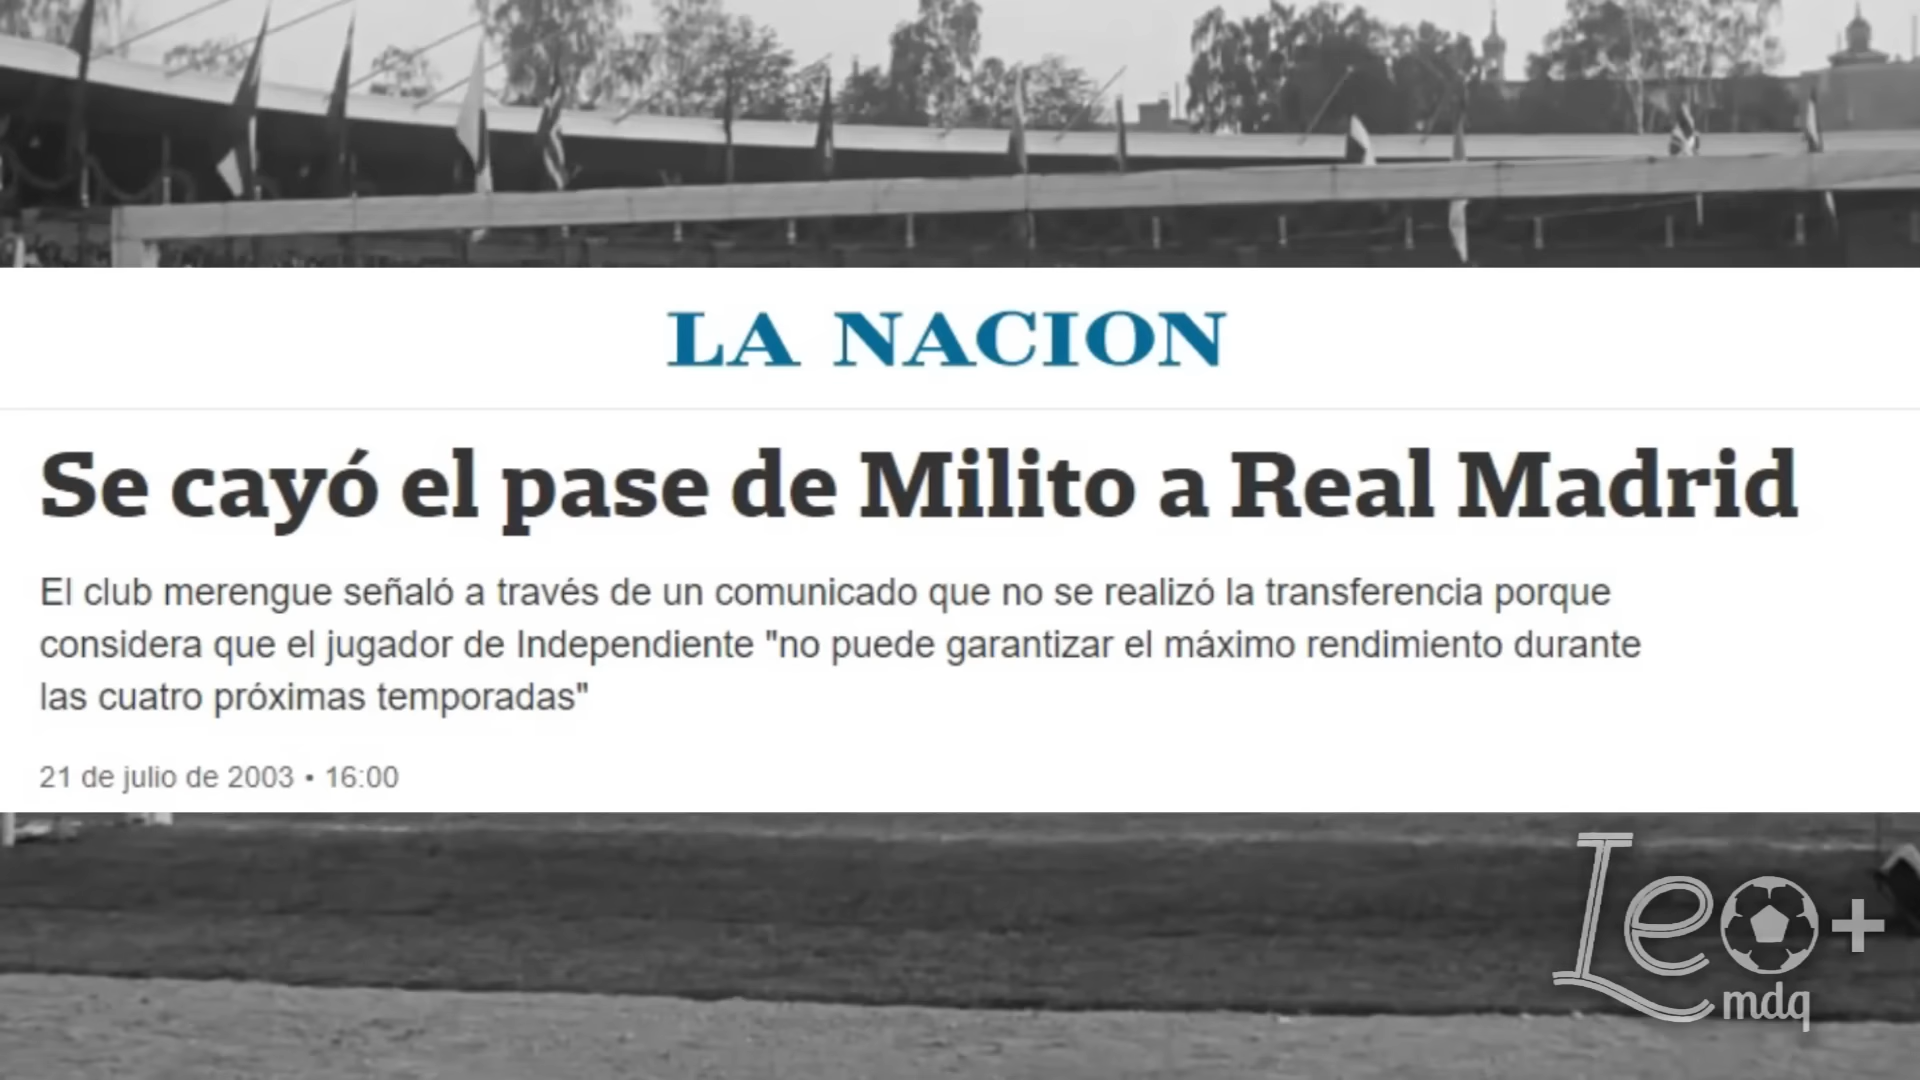 LA NACION
Se cayó el pase de Milito a Real Madrid
El club merengue señaló a través de un comunicado que no se realizó la transferencia porque
considera que el jugador de Independiente "no puede garantizar el máximo rendimiento durante
las cuatro próximas temporadas"
21 de julio de 2003 • 16:00
Leo+
mdq